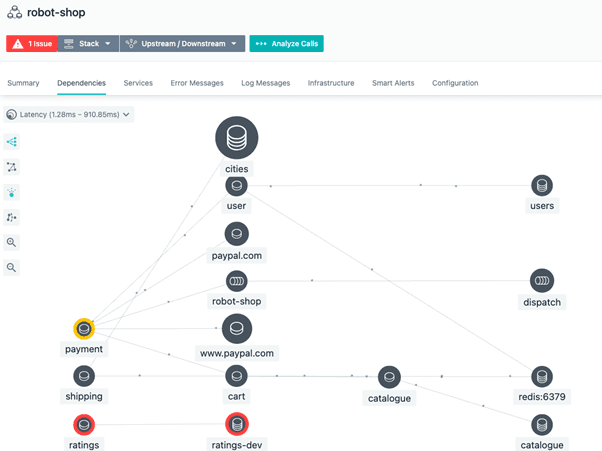 robot-shop
1 Issue
Stack
Upstream / Downstream
Analyze Calls
Summary
Dependencies
Services
Error Messages
Log Messages
Infrastructure
Smart Alerts
Configuration
Latency (1.28ms – 910.85ms)
cities
user
users
paypal.com
robot-shop
dispatch
payment
www.paypal.com
shipping
cart
catalogue
redis:6379
ratings
ratings-dev
catalogue